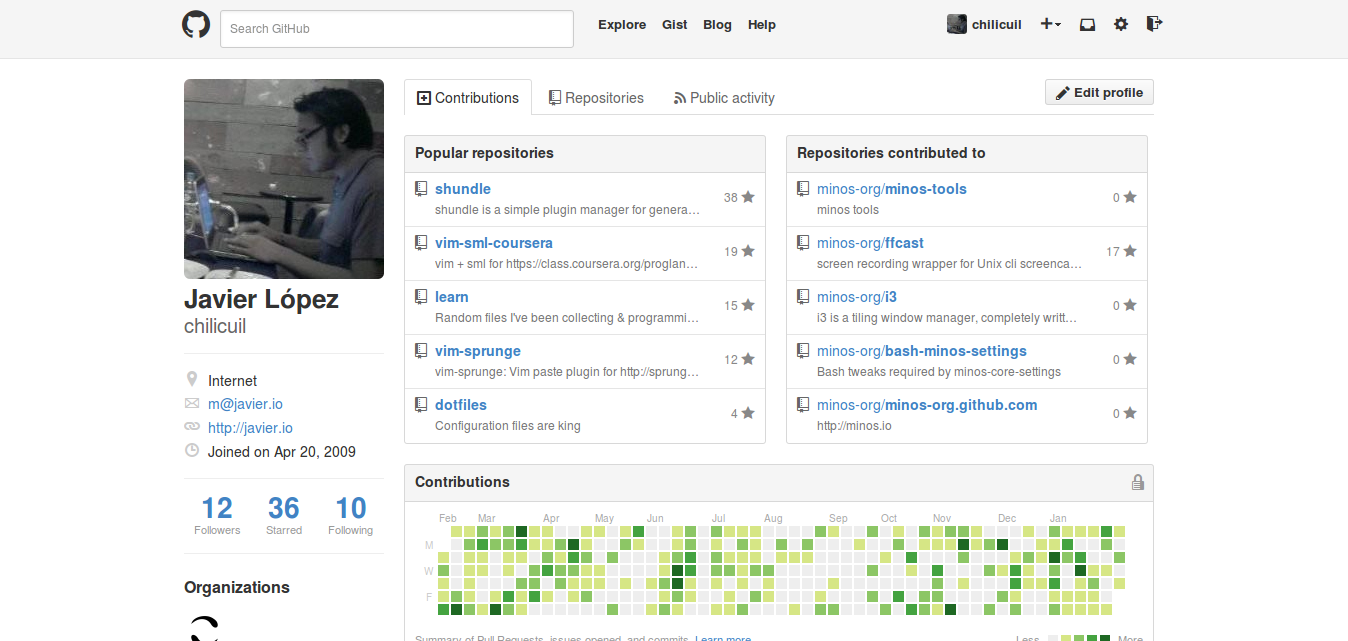 Search GitHub
Explore Gist Blog Help
chilicuil
Contributions Repositories Public activity
Edit profile
Javier López
chilicuil
Internet
m@javier.io
http://javier.io
Joined on Apr 20, 2009
12 36 10
Followers Starred Following
Organizations
Popular repositories
shundle 38
shundle is a simple plugin manager for genera…
vim-sml-coursera 19
vim + sml for https://class.coursera.org/proglan…
learn 15
Random files I've been collecting & programmi…
vim-sprunge 12
vim-sprunge: Vim paste plugin for http://sprung…
dotfiles 4
Configuration files are king
Repositories contributed to
minos-org/minos-tools 0
minos tools
minos-org/ffcast 17
screen recording wrapper for Unix cli screenca…
minos-org/i3 0
i3 is a tiling window manager, completely writt…
minos-org/bash-minos-settings 0
Bash tweaks required by minos-core-settings
minos-org/minos-org.github.com 0
http://minos.io
Contributions
Feb Mar Apr May Jun Jul Aug Sep Oct Nov Dec Jan
M
W
F
Summary of Pull Requests, issues opened, and commits. Learn more
Less More